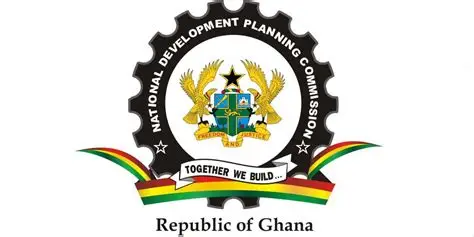 NATIONAL DEVELOPMENT PLANNING COMMISSION
FREEDOM AND JUSTICE
TOGETHER WE BUILD...
Republic of Ghana